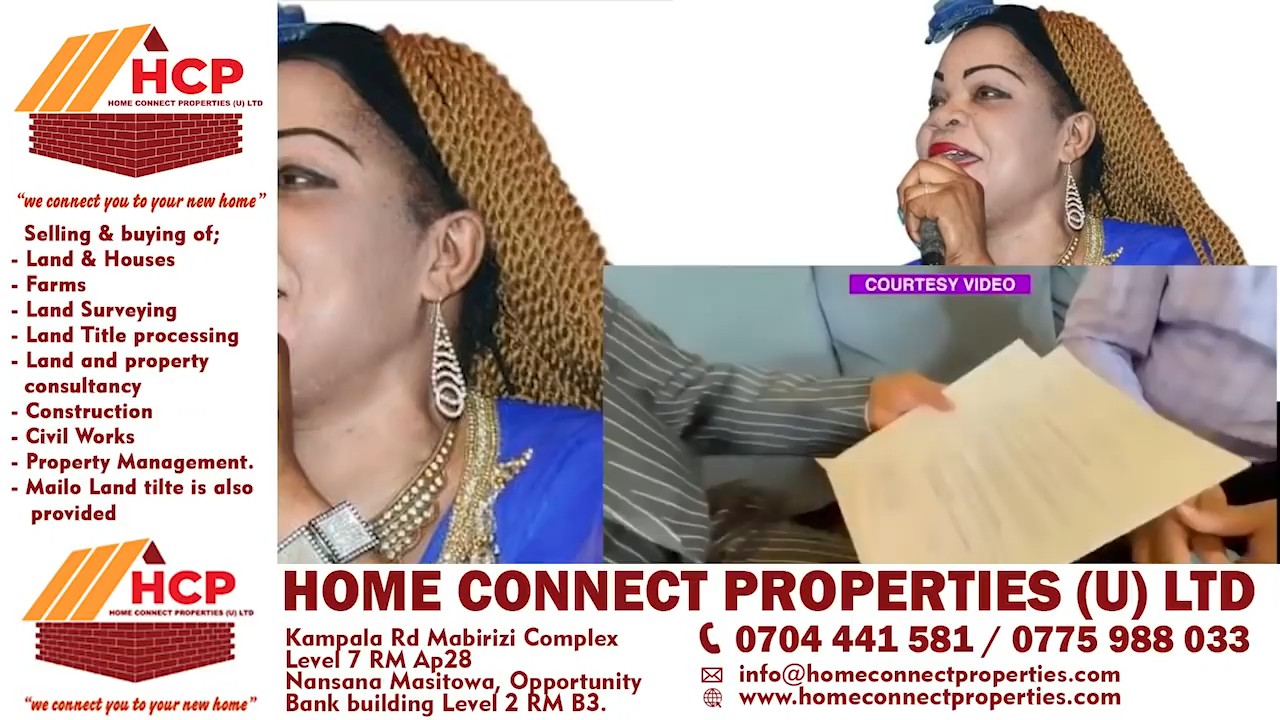 HCP
HOME CONNECT PROPERTIES (U) LTD
“we connect you to your new home”
Selling & buying of;
- Land & Houses
- Farms
- Land Surveying
- Land Title processing
- Land and property
consultancy
- Construction
- Civil Works
- Property Management.
- Mailo Land tilte is also
provided
HCP
HOME CONNECT PROPERTIES (U) LTD
“we connect you to your new home”
COURTESY VIDEO
HOME CONNECT PROPERTIES (U) LTD
Kampala Rd Mabirizi Complex
Level 7 RM Ap28
Nansana Masitowa, Opportunity
Bank building Level 2 RM B3.
0704 441 581 / 0775 988 033
info@homeconnectproperties.com
www.homeconnectproperties.com